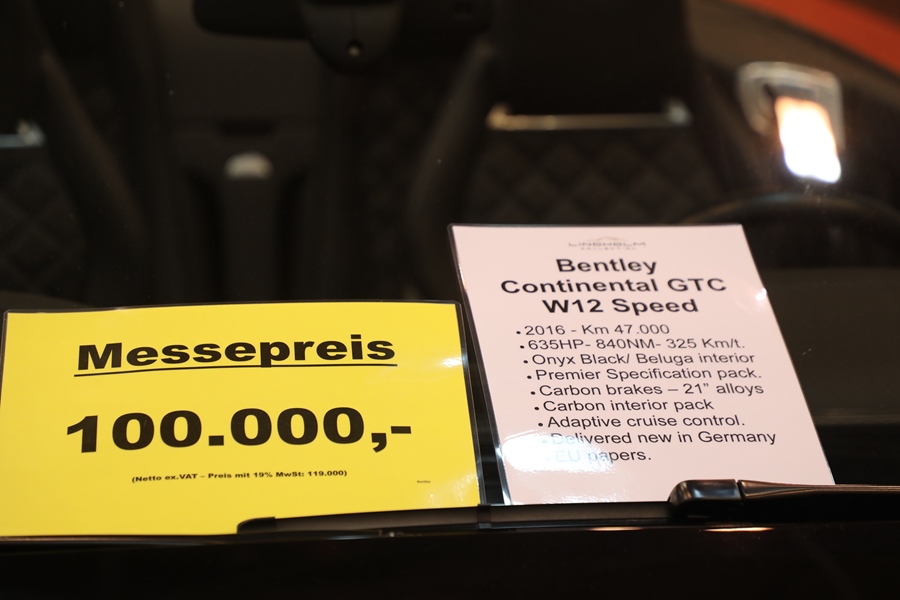 Messepreis
100.000,-
(Netto ex.VAT – Preis mit 19% MwSt: 119.000)
LINDHOLM
Bentley
Continental GTC
W12 Speed
• 2016 - Km 47.000
• 635HP- 840NM- 325 Km/t.
• Onyx Black/ Beluga interior
• Premier Specification pack.
• Carbon brakes – 21” alloys
• Carbon interior pack
• Adaptive cruise control.
• Delivered new in Germany
EU papers.